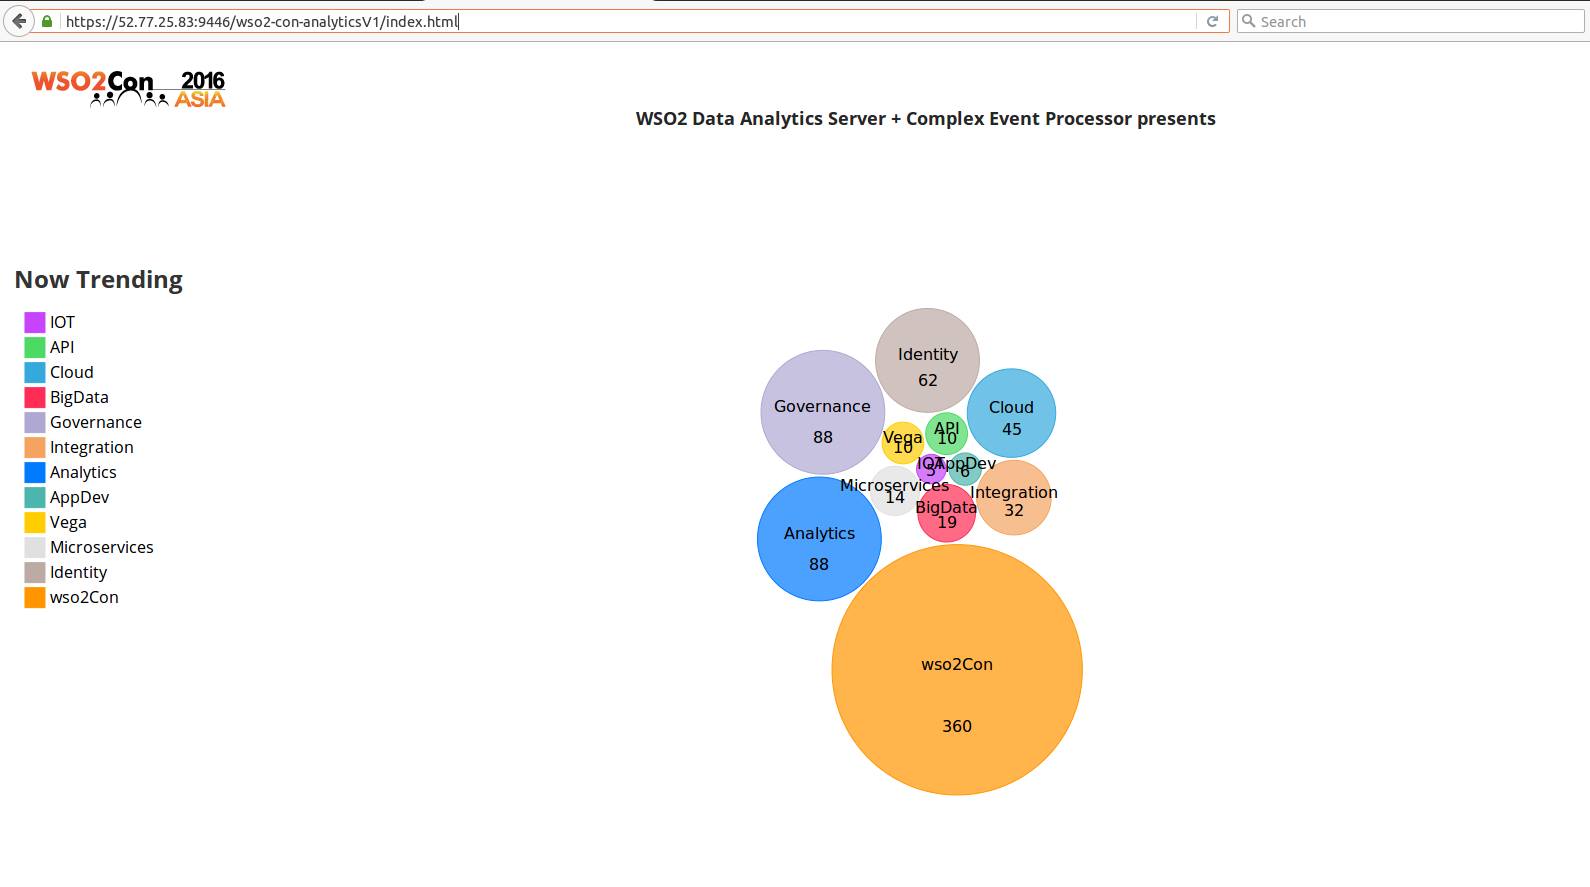 https://52.77.25.83:9446/wso2-con-analyticsV1/index.html
Search
WSO2Con 2016
ASIA
WSO2 Data Analytics Server + Complex Event Processor presents
Now Trending
IOT
API
Cloud
BigData
Governance
Integration
Analytics
AppDev
Vega
Microservices
Identity
wso2Con
Identity
62
Governance
88
Cloud
45
Vega
10
API
10
IOT
5
AppDev
6
Microservices
14
Integration
32
BigData
19
Analytics
88
wso2Con
360